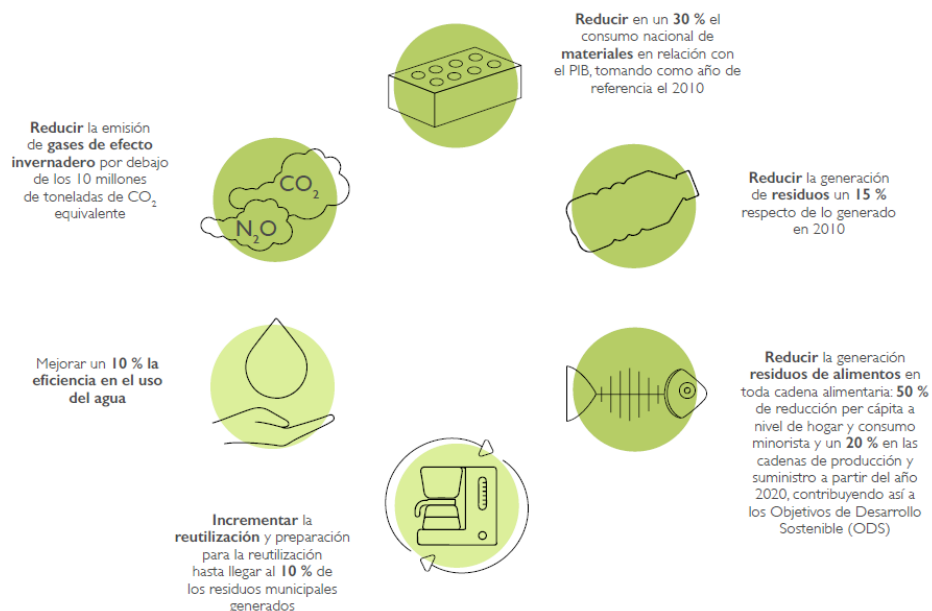 Reducir en un 30 % el
consumo nacional de
materiales en relación con
el PIB, tomando como año de
referencia el 2010
Reducir la emisión
de gases de efecto
invernadero por debajo
de los 10 millones
de toneladas de CO₂
equivalente
CO₂
N₂O
Reducir la generación
de residuos un 15 %
respecto de lo generado
en 2010
Mejorar un 10 % la
eficiencia en el uso
del agua
Reducir la generación
residuos de alimentos en
toda cadena alimentaria: 50 %
de reducción per cápita a
nivel de hogar y consumo
minorista y un 20 % en las
cadenas de producción y
suministro a partir del año
2020, contribuyendo así a
los Objetivos de Desarrollo
Sostenible (ODS)
Incrementar la
reutilización y preparación
para la reutilización
hasta llegar al 10 % de
los residuos municipales
generados